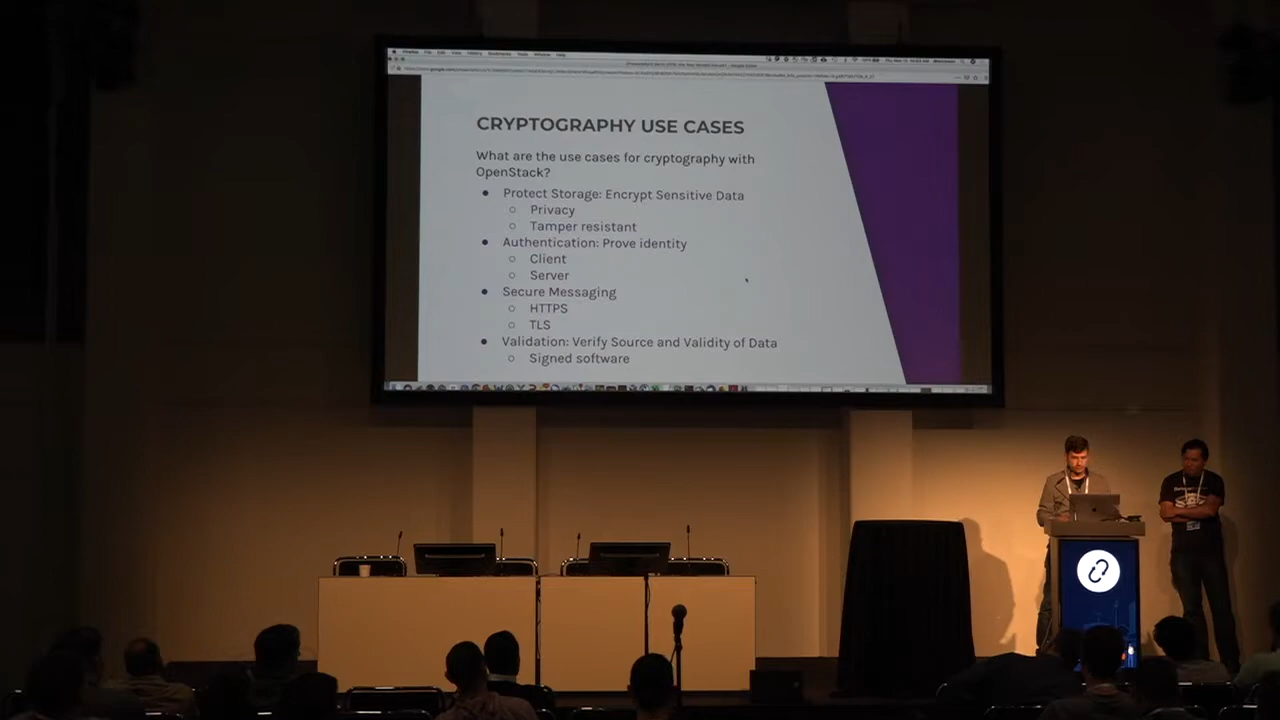 CRYPTOGRAPHY USE CASES
What are the use cases for cryptography with
OpenStack?
Protect Storage: Encrypt Sensitive Data
Privacy
Tamper resistant
Authentication: Prove identity
Client
Server
Secure Messaging
HTTPS
TLS
Validation: Verify Source and Validity of Data
Signed software